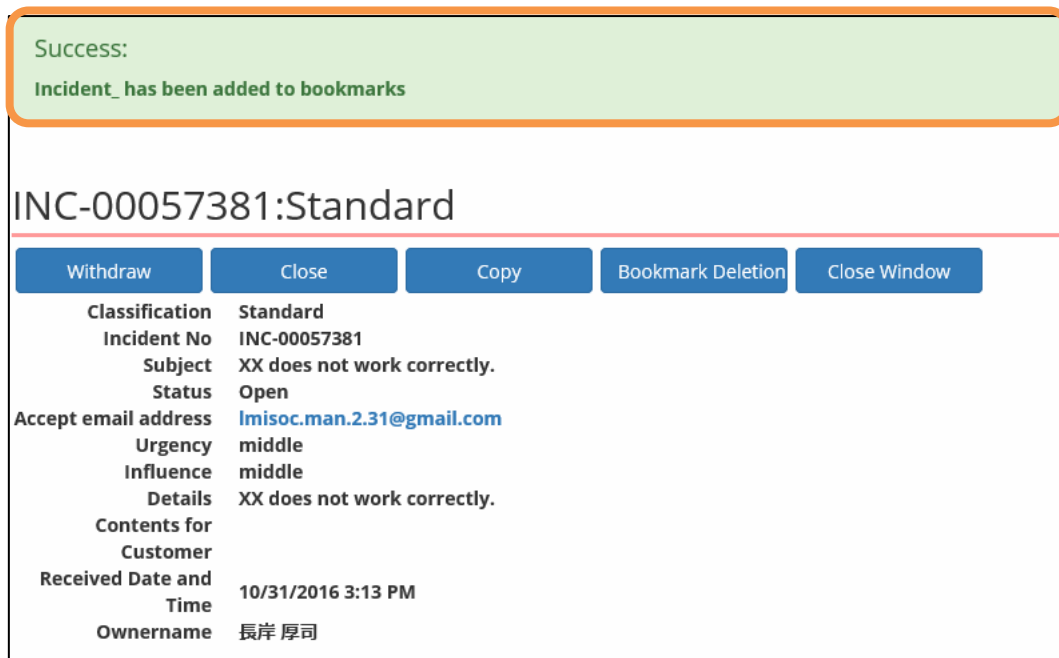 Success:
Incident_ has been added to bookmarks
INC-00057381:Standard
Withdraw Close Copy Bookmark Deletion Close Window
Classification Standard
Incident No INC-00057381
Subject XX does not work correctly.
Status Open
Accept email address lmisoc.man.2.31@gmail.com
Urgency middle
Influence middle
Details XX does not work correctly.
Contents for
Customer
Received Date and
Time 10/31/2016 3:13 PM
Ownername 長岸 厚司